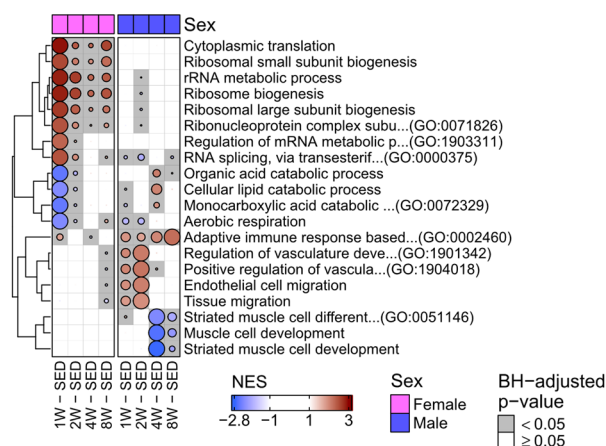 Sex
Cytoplasmic translation
Ribosomal small subunit biogenesis
rRNA metabolic process
Ribosome biogenesis
Ribosomal large subunit biogenesis
Ribonucleoprotein complex subu...(GO:0071826)
Regulation of mRNA metabolic p...(GO:1903311)
RNA splicing, via transesterif...(GO:0000375)
Organic acid catabolic process
Cellular lipid catabolic process
Monocarboxylic acid catabolic ...(GO:0072329)
Aerobic respiration
Adaptive immune response based...(GO:0002460)
Regulation of vasculature deve...(GO:1901342)
Positive regulation of vascula...(GO:1904018)
Endothelial cell migration
Tissue migration
Striated muscle cell different...(GO:0051146)
Muscle cell development
Striated muscle cell development
1W – SED
2W – SED
4W – SED
8W – SED
1W – SED
2W – SED
4W – SED
8W – SED
NES
−2.8 −1 1 3
Sex
Female
Male
BH−adjusted
p−value
< 0.05
≥ 0.05